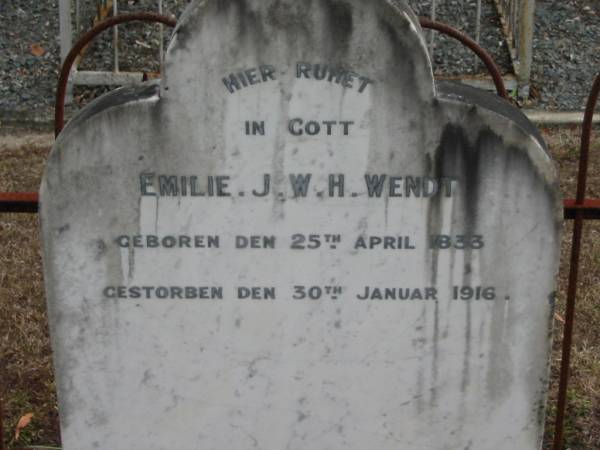 HIER RUHET
IN GOTT
EMILIE. J. W. H. WENDT
GEBOREN DEN 25TH APRIL 1833
GESTORBEN DEN 30TH JANUAR 1916.